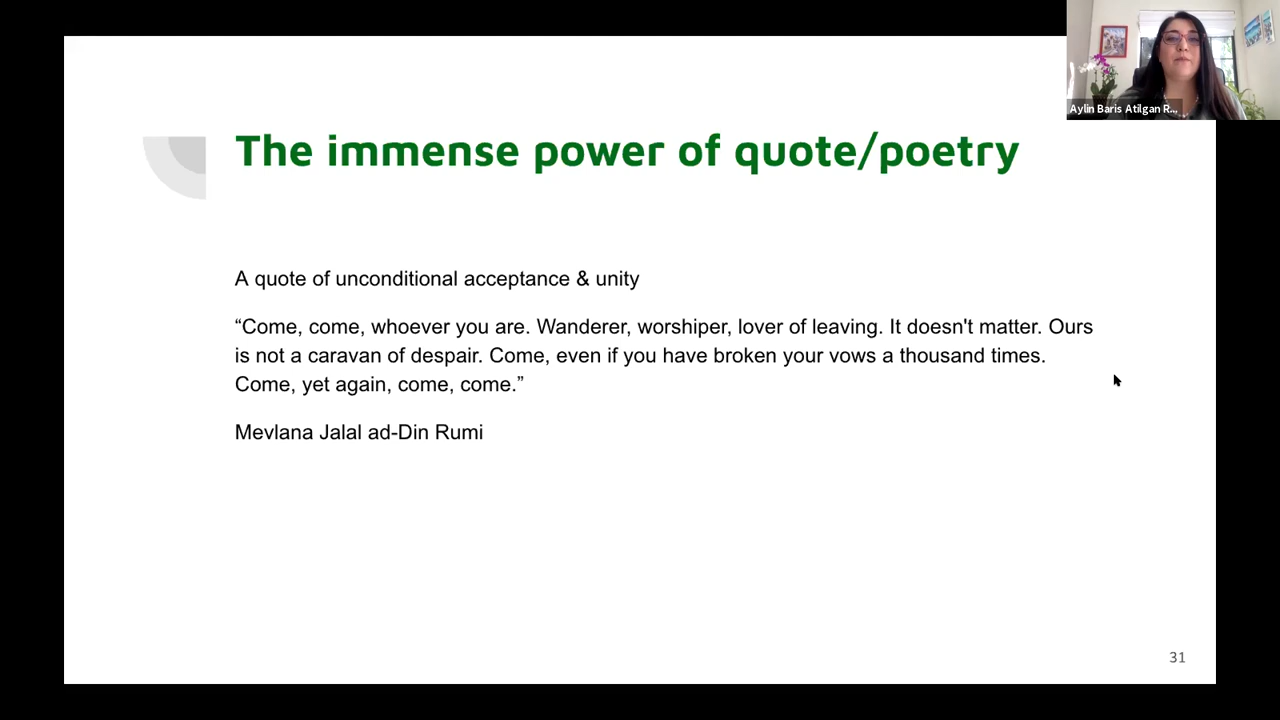 Aylin Baris Atilgan R...
The immense power of quote/poetry
A quote of unconditional acceptance & unity
“Come, come, whoever you are. Wanderer, worshiper, lover of leaving. It doesn't matter. Ours
is not a caravan of despair. Come, even if you have broken your vows a thousand times.
Come, yet again, come, come.”
Mevlana Jalal ad-Din Rumi
31